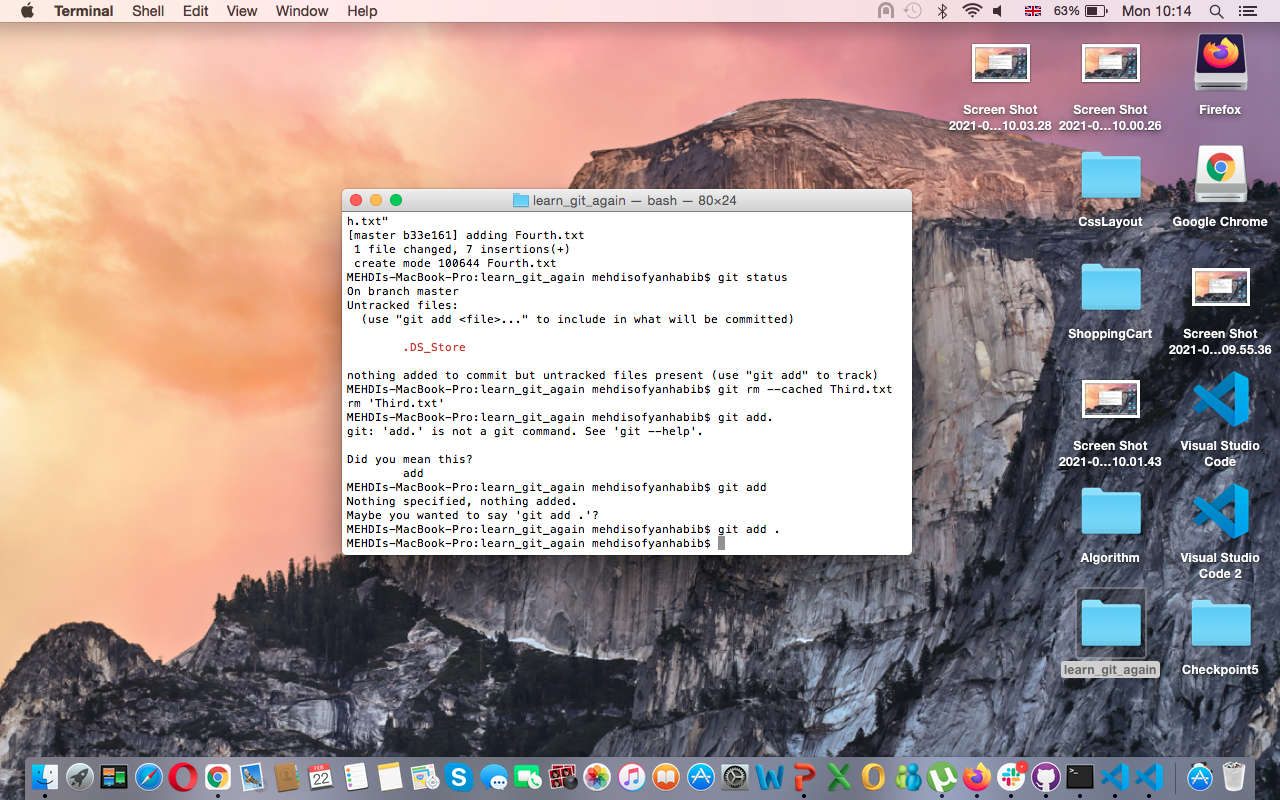 Terminal Shell Edit View Window Help 63% Mon 10:14
Screen Shot
2021-0...10.03.28
Screen Shot
2021-0...10.00.26
Firefox
CssLayout
Google Chrome
ShoppingCart
Screen Shot
2021-0...09.55.36
Screen Shot
2021-0...10.01.43
Visual Studio
Code
Algorithm
Visual Studio
Code 2
learn_git_again
Checkpoint5
learn_git_again — bash — 80×24
h.txt"
[master b33e161] adding Fourth.txt
1 file changed, 7 insertions(+)
create mode 100644 Fourth.txt
MEHDIs-MacBook-Pro:learn_git_again mehdisofyanhabib$ git status
On branch master
Untracked files:
(use "git add <file>..." to include in what will be committed)
.DS_Store
nothing added to commit but untracked files present (use "git add" to track)
MEHDIs-MacBook-Pro:learn_git_again mehdisofyanhabib$ git rm --cached Third.txt
rm 'Third.txt'
MEHDIs-MacBook-Pro:learn_git_again mehdisofyanhabib$ git add.
git: 'add.' is not a git command. See 'git --help'.
Did you mean this?
add
MEHDIs-MacBook-Pro:learn_git_again mehdisofyanhabib$ git add
Nothing specified, nothing added.
Maybe you wanted to say 'git add .'?
MEHDIs-MacBook-Pro:learn_git_again mehdisofyanhabib$ git add .
MEHDIs-MacBook-Pro:learn_git_again mehdisofyanhabib$
FEB
22